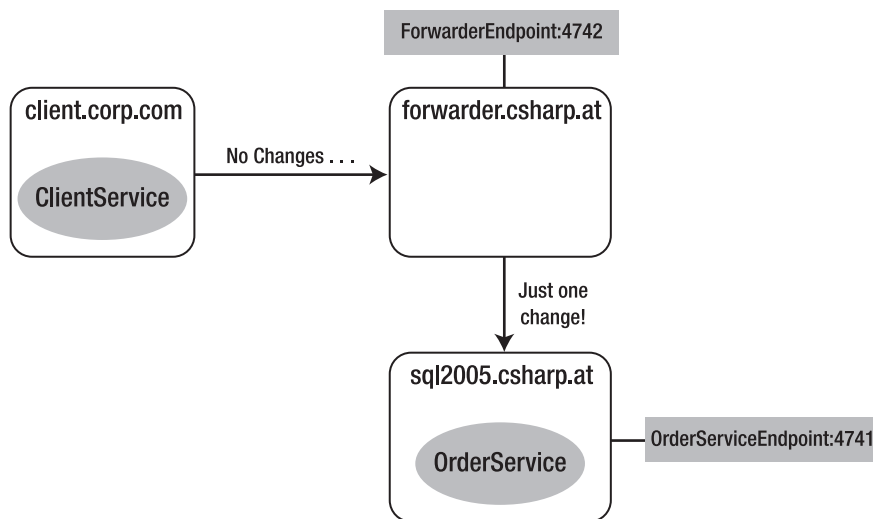 ForwarderEndpoint:4742
client.corp.com
forwarder.csharp.at
No Changes . . .
ClientService
Just one
change!
sql2005.csharp.at
OrderServiceEndpoint:4741
OrderService